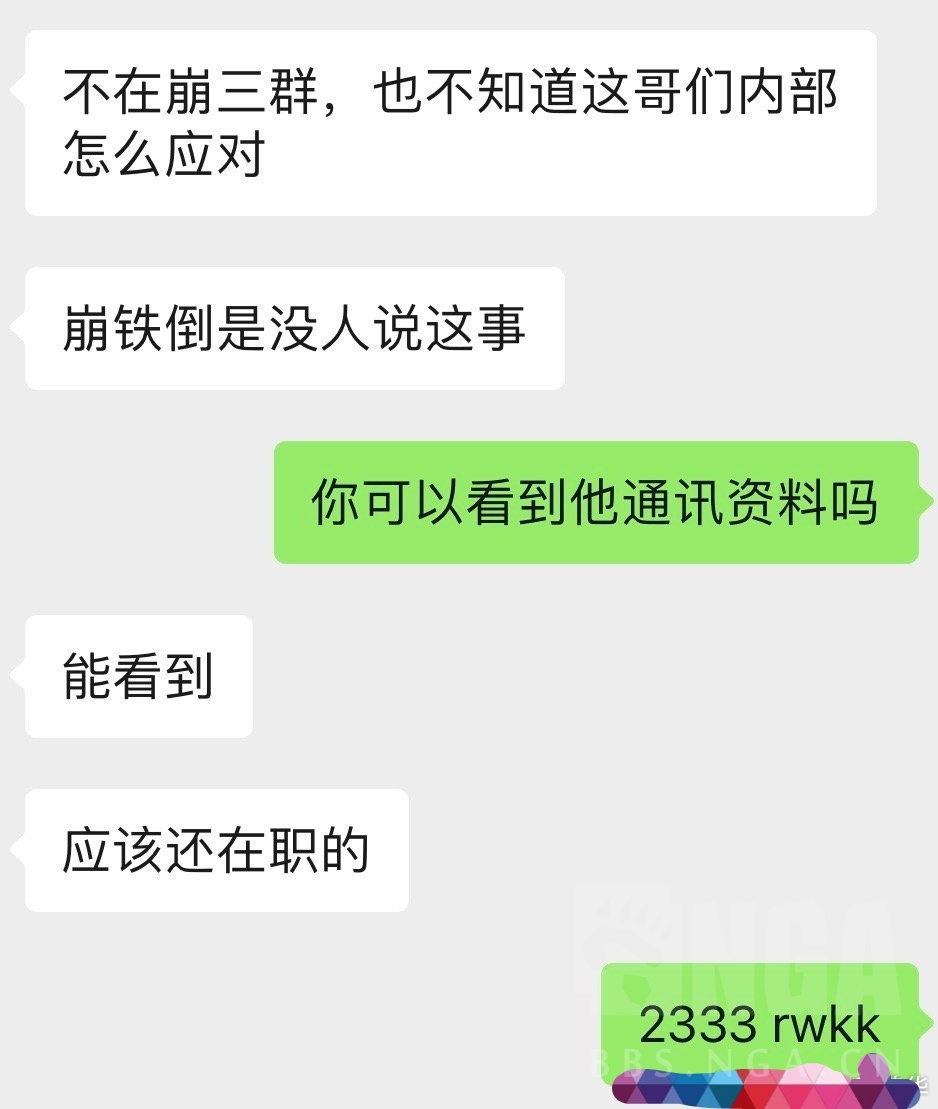 不在崩三群，也不知道这哥们内部
怎么应对
崩铁倒是没人说这事
你可以看到他通讯资料吗
能看到
应该还在职的
NGA
2333 rwkk
BBS.NGA.CN